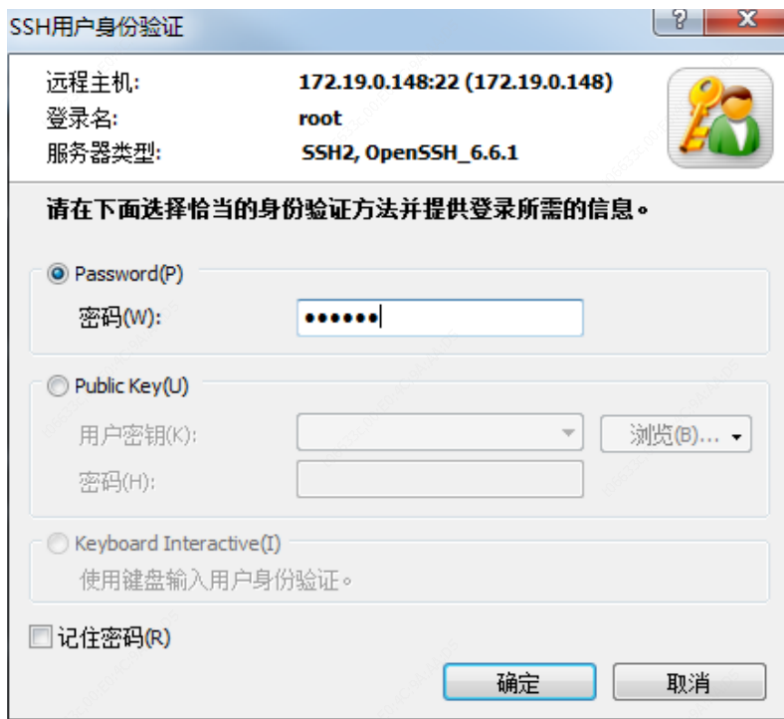 SSH用户身份验证
远程主机: 172.19.0.148:22 (172.19.0.148)
登录名: root
服务器类型: SSH2, OpenSSH_6.6.1
请在下面选择恰当的身份验证方法并提供登录所需的信息。
Password(P)
密码(W): ●●●●●●
Public Key(U)
用户密钥(K): 浏览(B)...
密码(H):
Keyboard Interactive(I)
使用键盘输入用户身份验证。
记住密码(R)
确定 取消